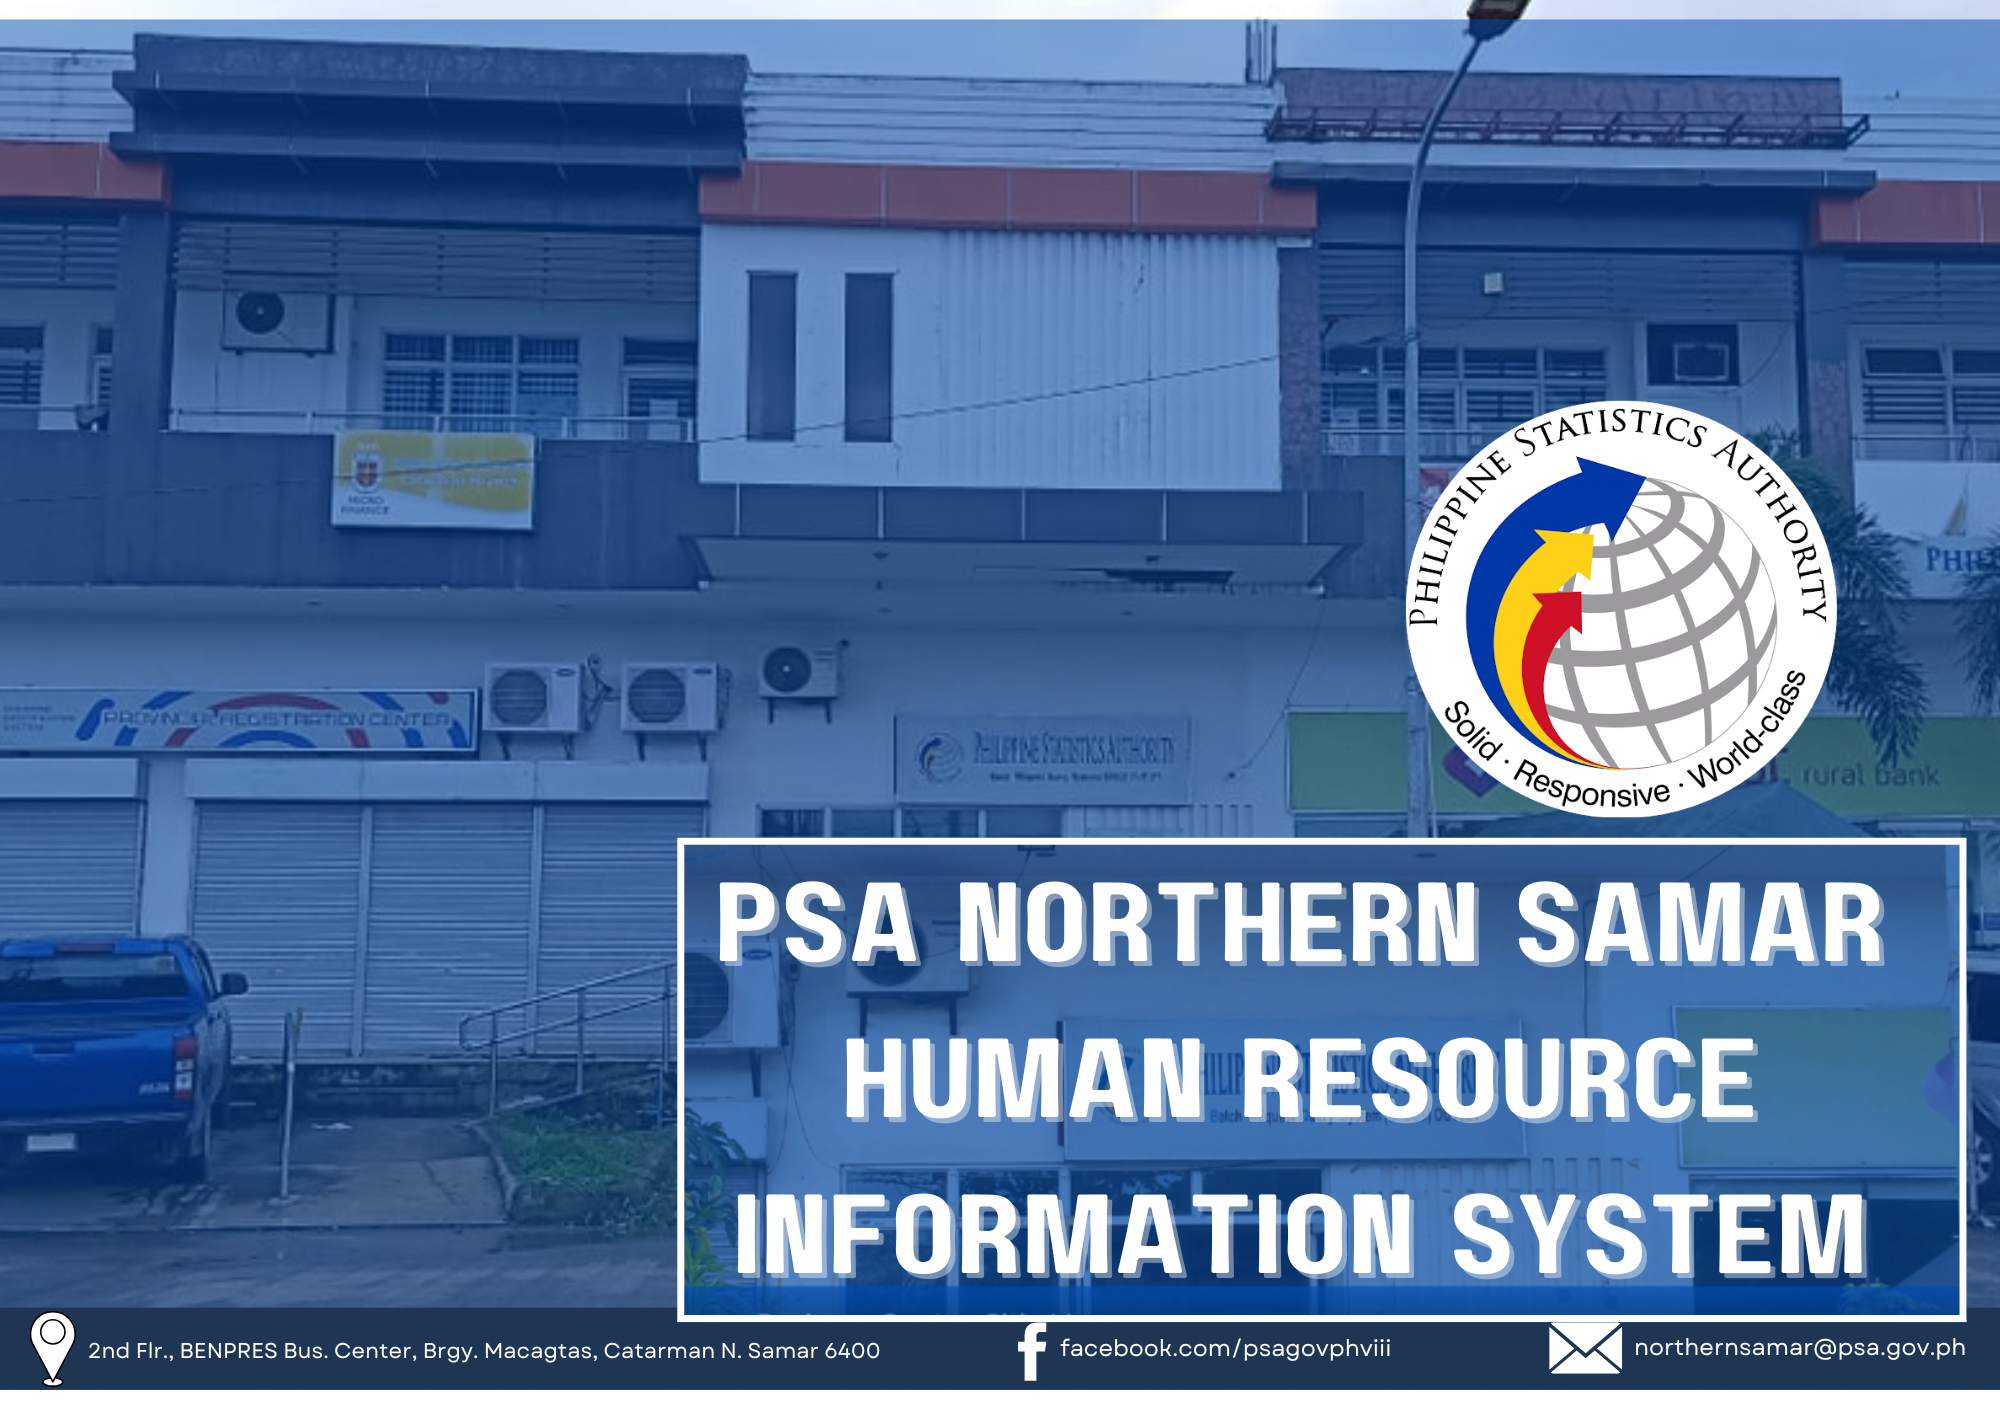 MICRO
FINANCE
PROVINCIAL REGISTRATION CENTER
PHILIPPINE STATISTICS AUTHORITY
PHILIPPINE STATISTICS AUTHORITY
Solid · Responsive · World-class
rural bank
PSA NORTHERN SAMAR
HUMAN RESOURCE
INFORMATION SYSTEM
2nd Flr., BENPRES Bus. Center, Brgy. Macagtas, Catarman N. Samar 6400
facebook.com/psagovphviii
northernsamar@psa.gov.ph